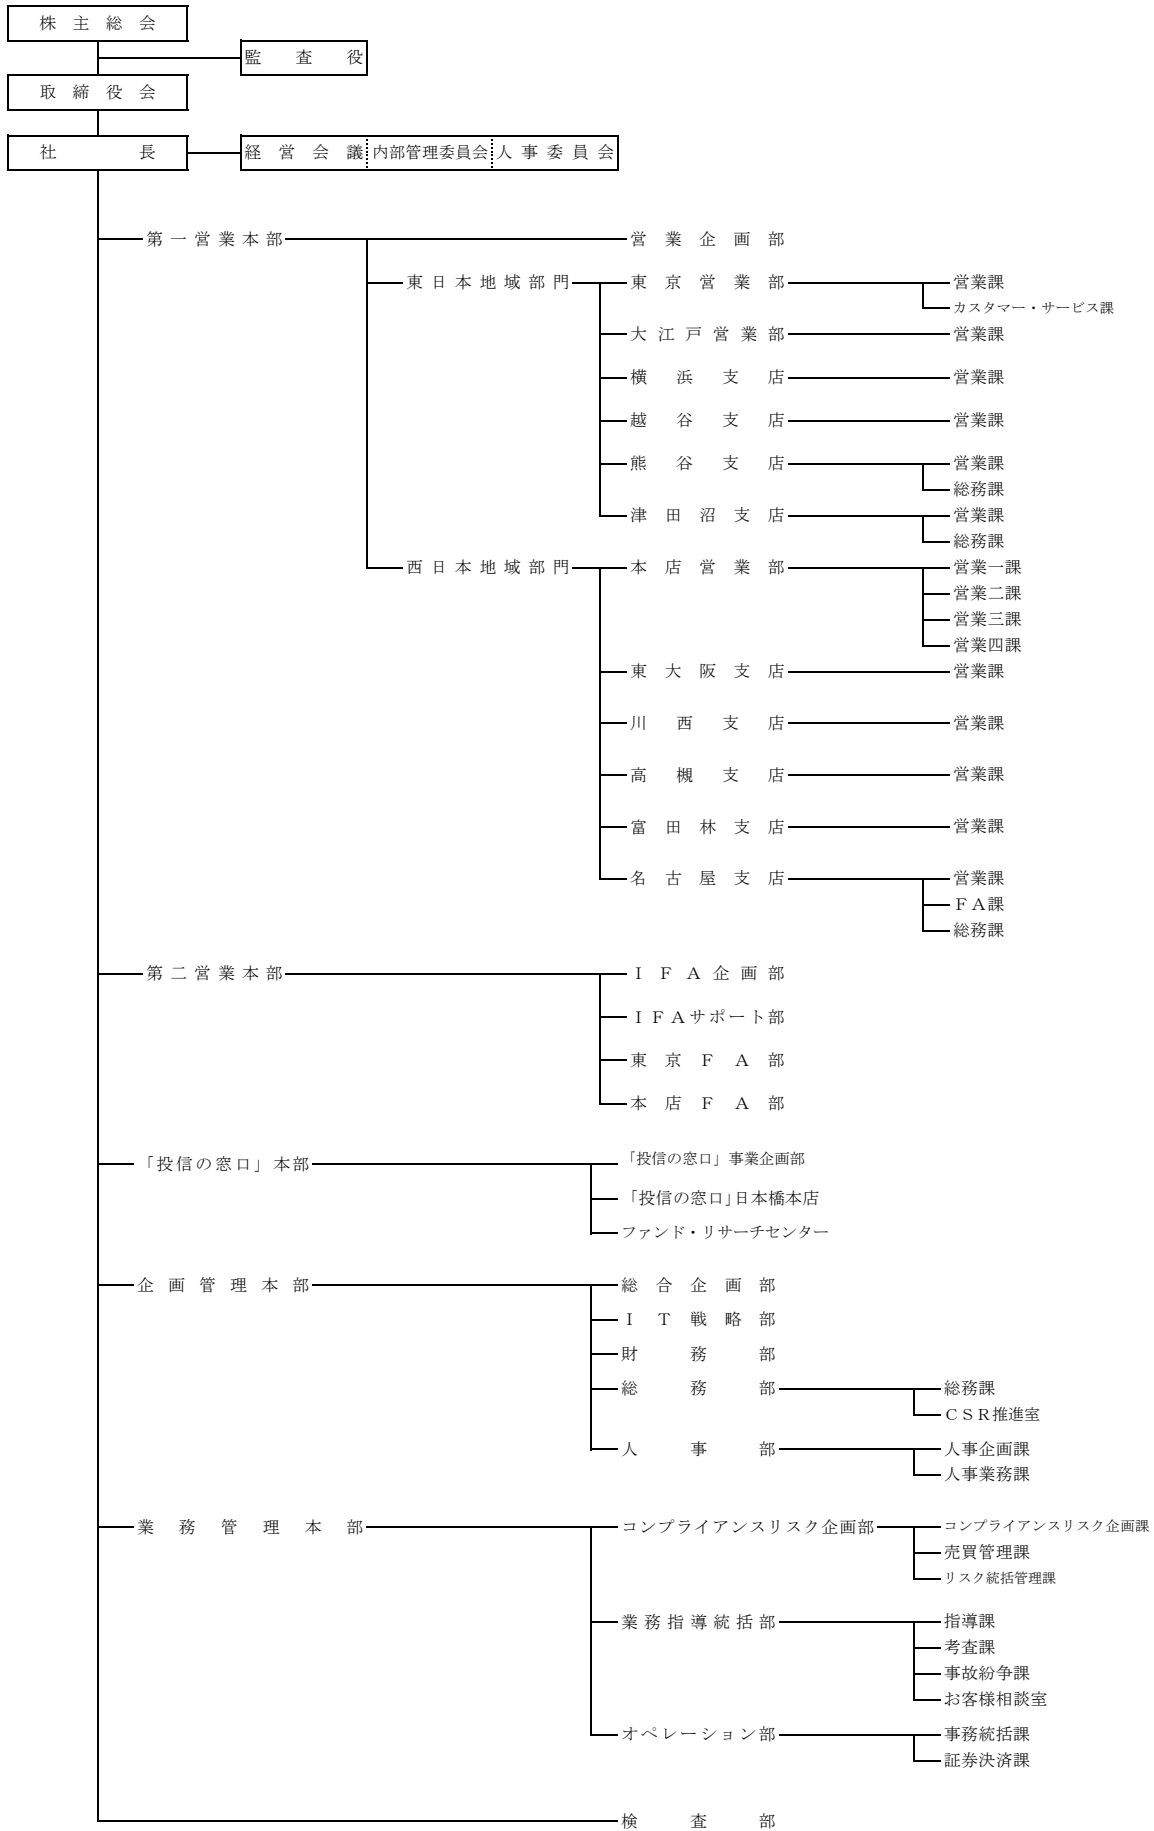 株主総会
監査役
取締役会
社長 経営会議 内部管理委員会 人事委員会
第一営業本部 営業企画部
東日本地域部門 東京営業部 営業課
カスタマー・サービス課
大江戸営業部 営業課
横浜支店 営業課
越谷支店 営業課
熊谷支店 営業課
総務課
津田沼支店 営業課
総務課
西日本地域部門 本店営業部 営業一課
営業二課
営業三課
営業四課
東大阪支店 営業課
川西支店 営業課
高槻支店 営業課
富田林支店 営業課
名古屋支店 営業課
ＦＡ課
総務課
第二営業本部 ＩＦＡ企画部
ＩＦＡサポート部
東京ＦＡ部
本店ＦＡ部
「投信の窓口」本部 「投信の窓口」事業企画部
「投信の窓口」日本橋本店
ファンド・リサーチセンター
企画管理本部 総合企画部
ＩＴ戦略部
財務部
総務部 総務課
ＣＳＲ推進室
人事部 人事企画課
人事業務課
業務管理本部 コンプライアンスリスク企画部 コンプライアンスリスク企画課
売買管理課
リスク統括管理課
業務指導統括部 指導課
考査課
事故紛争課
お客様相談室
オペレーション部 事務統括課
証券決済課
検査部